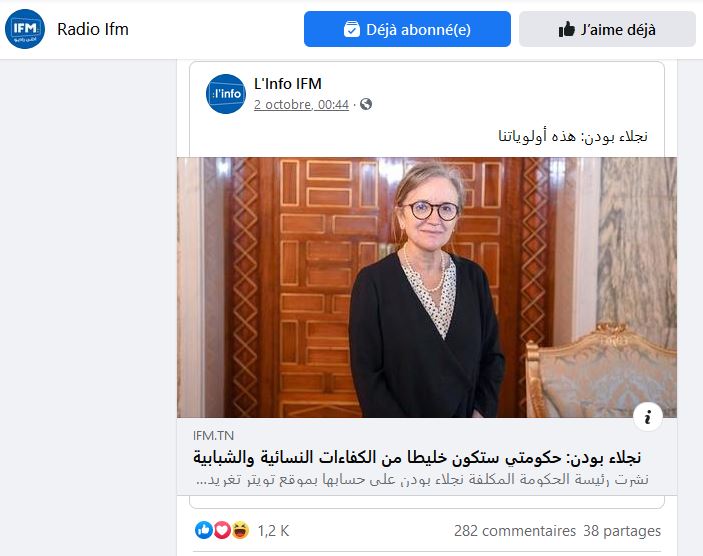 IFM
إختار راديو
Radio Ifm
Déjà abonné(e)
J’aime déjà
l'info
L'Info IFM
2 octobre, 00:44 ·
نجلاء بودن: هذه أولوياتنا
i
IFM.TN
نجلاء بودن: حكومتي ستكون خليطا من الكفاءات النسائية والشبابية
نشرت رئيسة الحكومة المكلفة نجلاء بودن على حسابها بموقع تويتر تغريد...
1,2 K
282 commentaires 38 partages